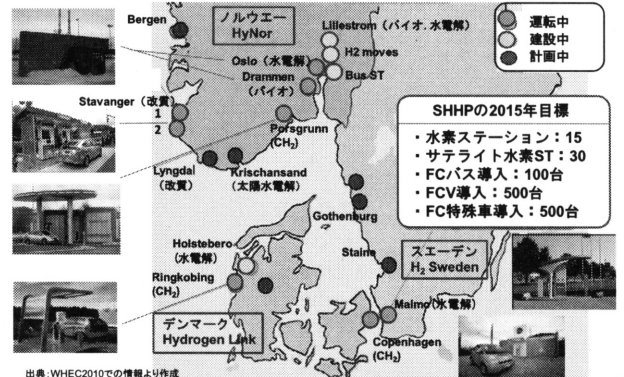 Bergen
ノルウエー
HyNor
Lillestrom（バイオ．水電解）
H2 moves
Oslo（水電解）
Bus ST
Drammen
（バイオ）
運転中
建設中
計画中
Stavanger（改質）
1
2
Porsgrunn
(CH₂)
Lyngdal
（改質）
Krischansand
（太陽水電解）
SHHPの2015年目標
・水素ステーション：15
・サテライト水素ST：30
・FCバス導入：100台
・FCV導入：500台
・FC特殊車導入：500台
Gothenburg
Holstebero
（水電解）
Staine
スエーデン
H₂ Sweden
Ringkobing
(CH₂)
Malmo（水電解）
デンマーク
Hydrogen Link
Copenhagen
(CH₂)
出典：WHEC2010での情報より作成